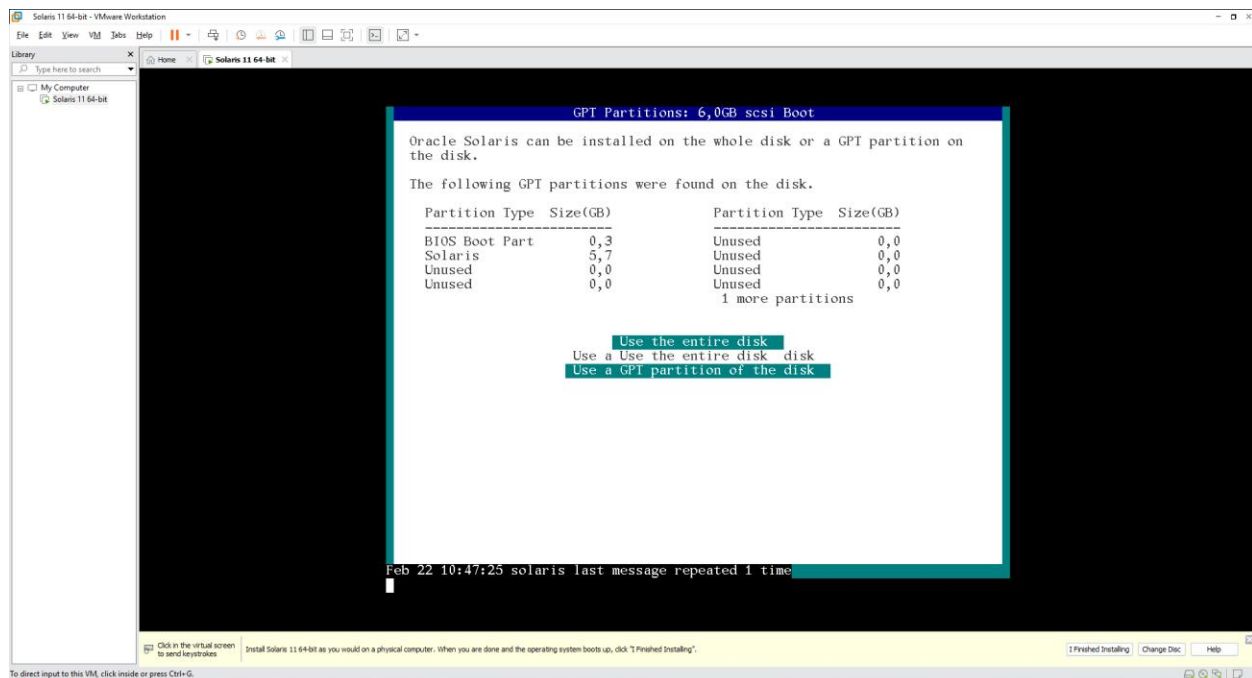 Solaris 11 64-bit - VMware Workstation
File Edit View VM Tabs Help
Library
Type here to search
My Computer
Solaris 11 64-bit
Home
Solaris 11 64-bit
GPT Partitions: 6,0GB scsi Boot
Oracle Solaris can be installed on the whole disk or a GPT partition on
the disk.
The following GPT partitions were found on the disk.
Partition Type Size(GB) Partition Type Size(GB)
BIOS Boot Part 0,3 Unused 0,0
Solaris 5,7 Unused 0,0
Unused 0,0 Unused 0,0
Unused 0,0 Unused 0,0
1 more partitions
Use the entire disk
Use a Use the entire disk disk
Use a GPT partition of the disk
Feb 22 10:47:25 solaris last message repeated 1 time
Click in the virtual screen
to send keystrokes
Install Solaris 11 64-bit as you would on a physical computer. When you are done and the operating system boots up, click "I Finished Installing".
I Finished Installing Change Disc Help
To direct input to this VM, click inside or press Ctrl+G.